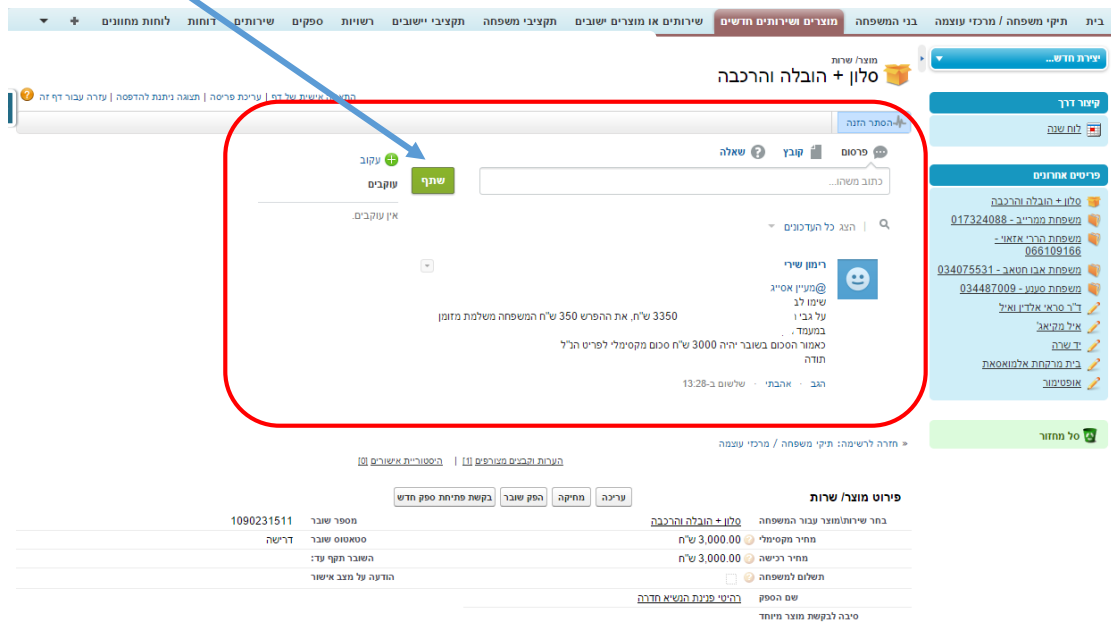 בית תיקי משפחה / מרכזי עוצמה בני המשפחה מוצרים ושירותים חדשים שירותים או מוצרים ישובים תקציבי משפחה תקציבי יישובים רשויות ספקים שירותים דוחות לוחות מחוונים
יצירת חדש...
קיצור דרך
לוח שנה
פריטים אחרונים
סלון + הובלה והרכבה
משפחת ממרייב - 017324088
משפחת הררי אזאוי -
066109166
משפחת אבו חטאב - 034075531
משפחת סענע - 034487009
ד"ר סראי אלדין ואיל
איל מקיאג'
יד שרה
בית מרקחת אלמואסאת
אופטימור
סל מחזור
מוצר/ שרות
סלון + הובלה והרכבה
אישית של דף | עריכת פריסה | תצוגה ניתנת להדפסה | עזרה עבור דף זה
הסתר הזנה
פרסום קובץ שאלה
כתוב משהו...
שתף
עקוב
עוקבים
אין עוקבים.
הצג כל העדכונים
רימון שירי
@מעיין אסייג
שימו לב
על גבי 3350 ש"ח, את ההפרש 350 ש"ח המשפחה משלמת מזומן
במעמד
כאמור הסכום בשובר יהיה 3000 ש"ח סכום מקסימלי לפריט הנ"ל
תודה
הגב · אהבתי · שלשום ב-13:28
« חזרה לרשימה: תיקי משפחה / מרכזי עוצמה
הערות וקבצים מצורפים [1] | היסטוריית אישורים [0]
פירוט מוצר/ שרות
עריכה מחיקה הפק שובר בקשת פתיחת ספק חדש
בחר שירות\מוצר עבור המשפחה סלון + הובלה והרכבה מספר שובר 1090231511
מחיר מקסימלי 3,000.00 ש"ח סטאטוס שובר דרישה
מחיר רכישה 3,000.00 ש"ח השובר תקף עד:
תשלום למשפחה הודעה על מצב אישור
שם הספק רהיטי פנינת הנשיא חדרה
סיבה לבקשת מוצר מיוחד